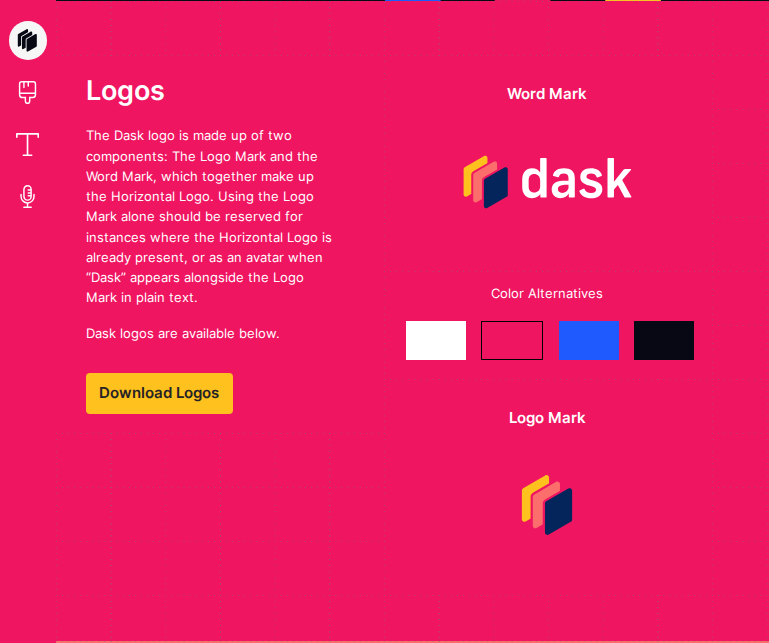 Logos
The Dask logo is made up of two
components: The Logo Mark and the
Word Mark, which together make up
the Horizontal Logo. Using the Logo
Mark alone should be reserved for
instances where the Horizontal Logo is
already present, or as an avatar when
“Dask” appears alongside the Logo
Mark in plain text.
Dask logos are available below.
Download Logos
Word Mark
dask
Color Alternatives
Logo Mark